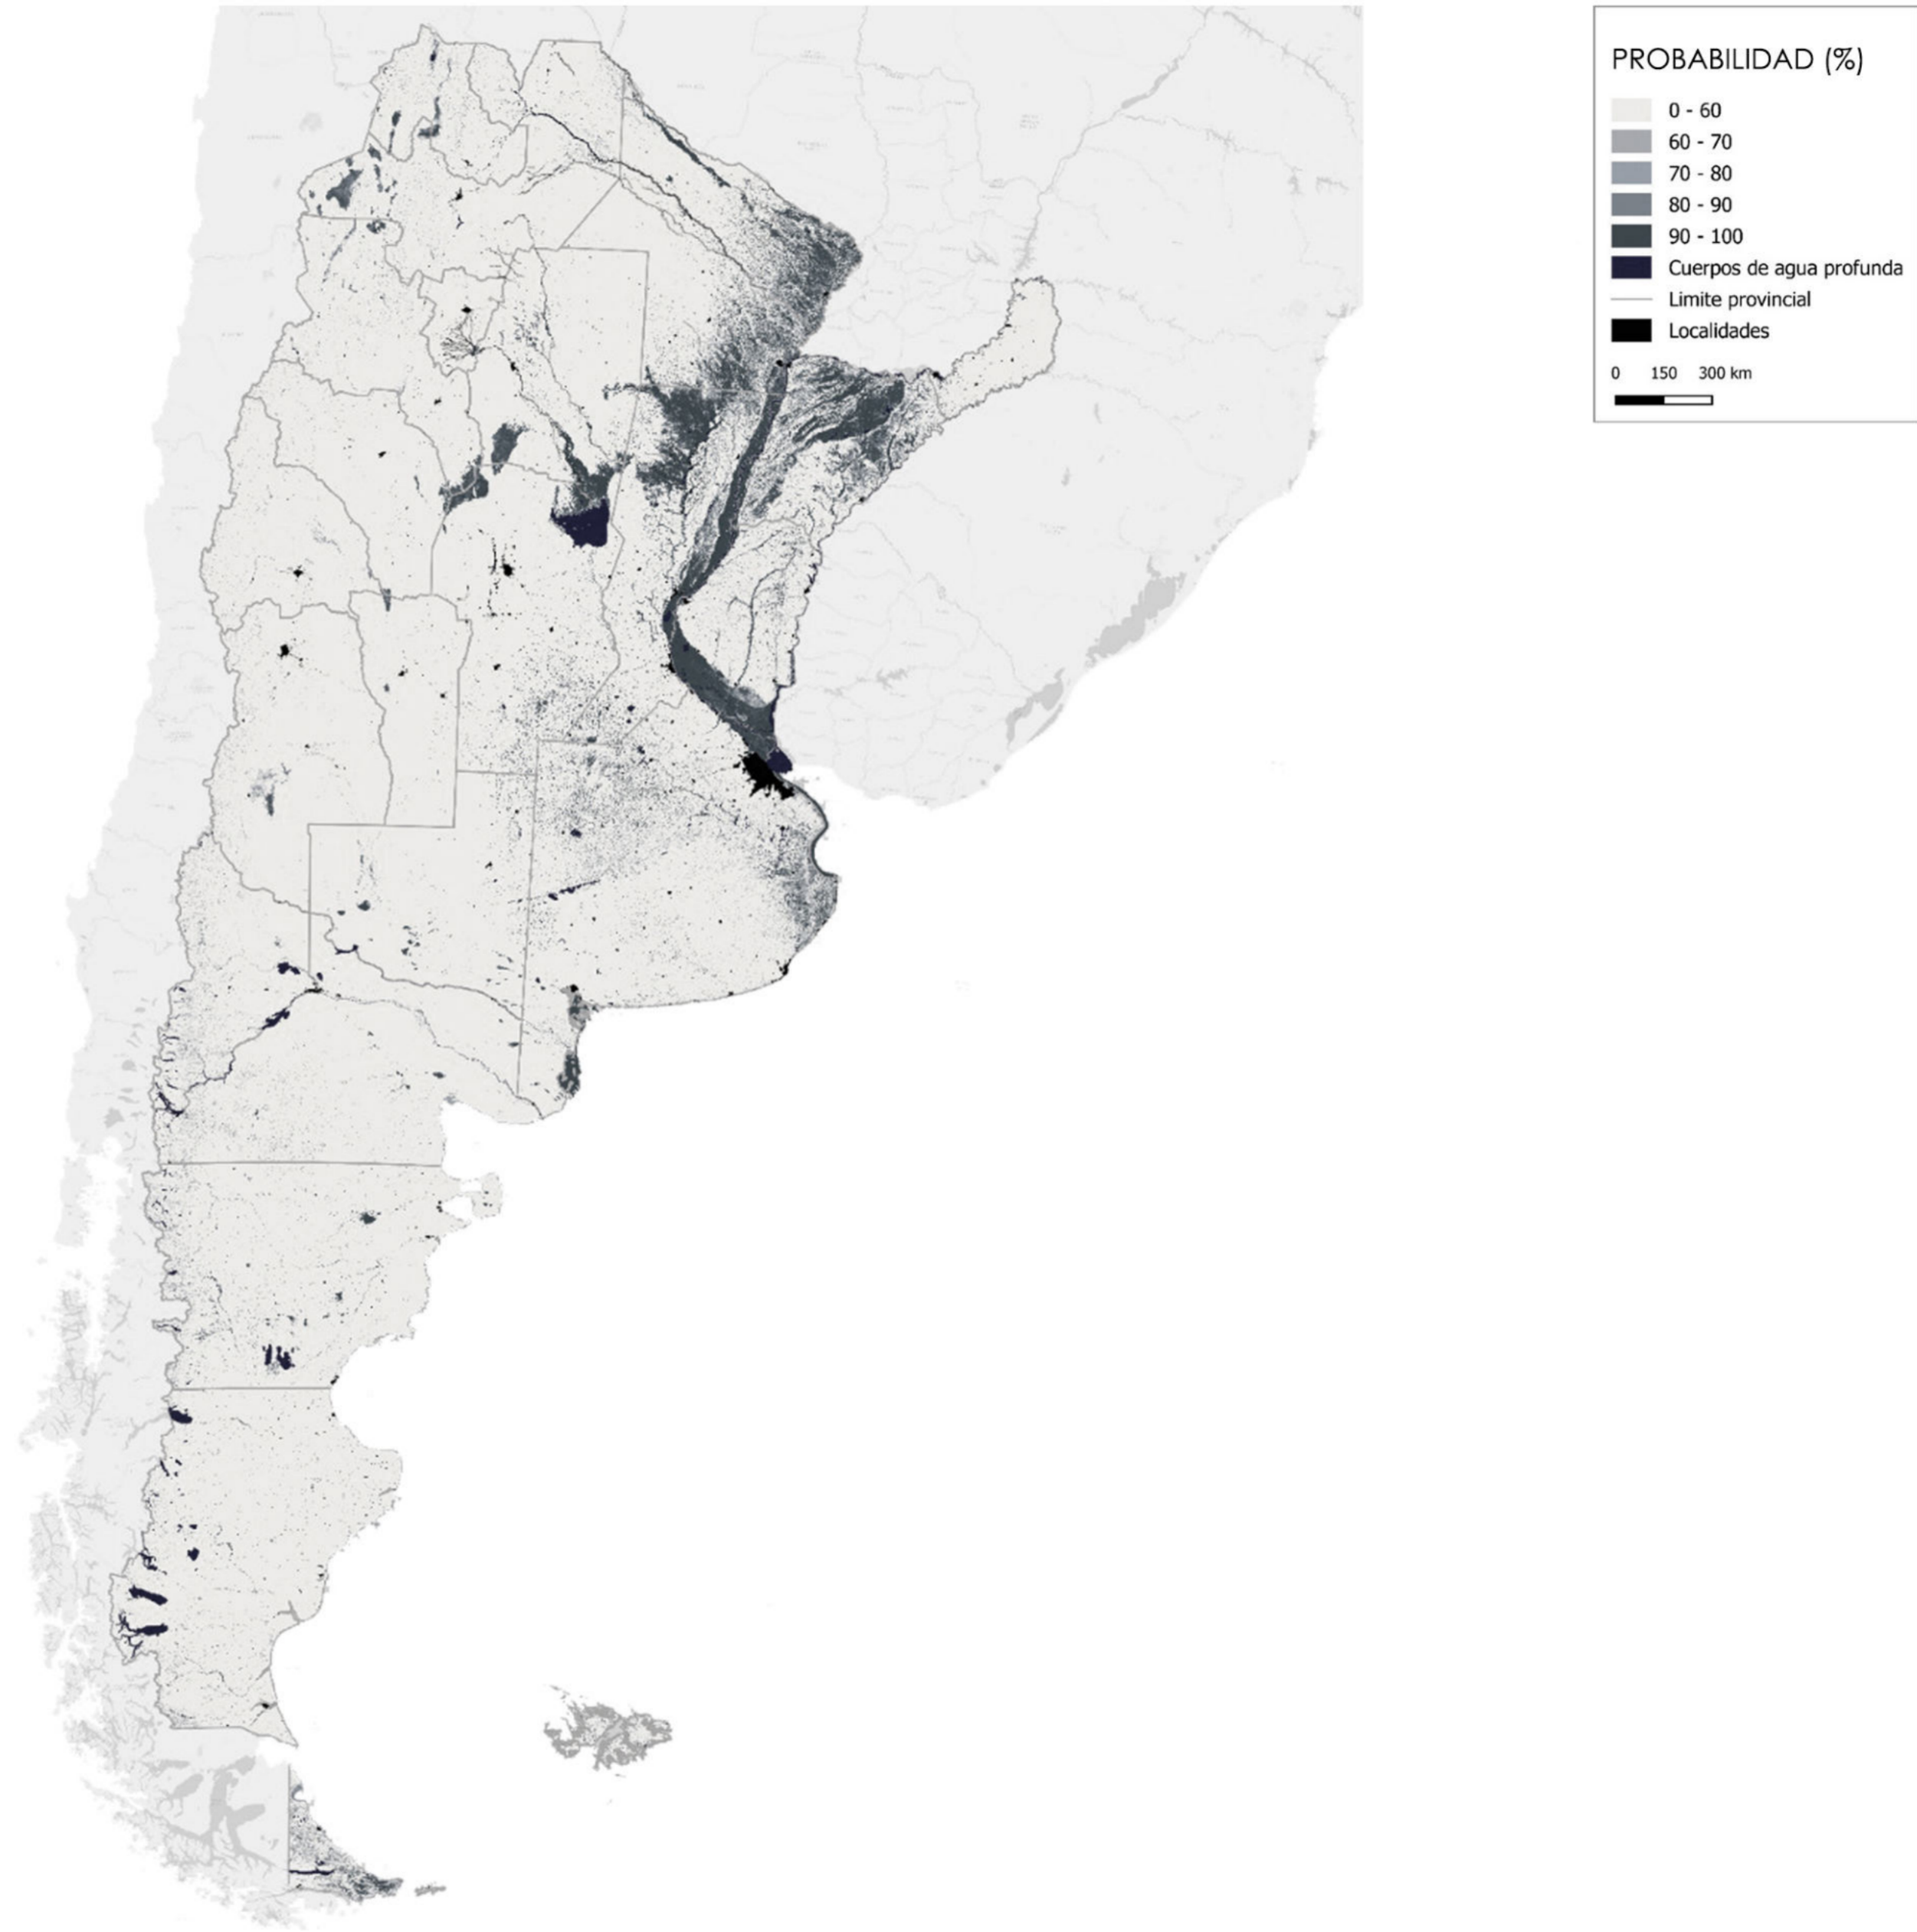 PROBABILIDAD (%)
0 - 60
60 - 70
70 - 80
80 - 90
90 - 100
Cuerpos de agua profunda
Limite provincial
Localidades
0 150 300 km